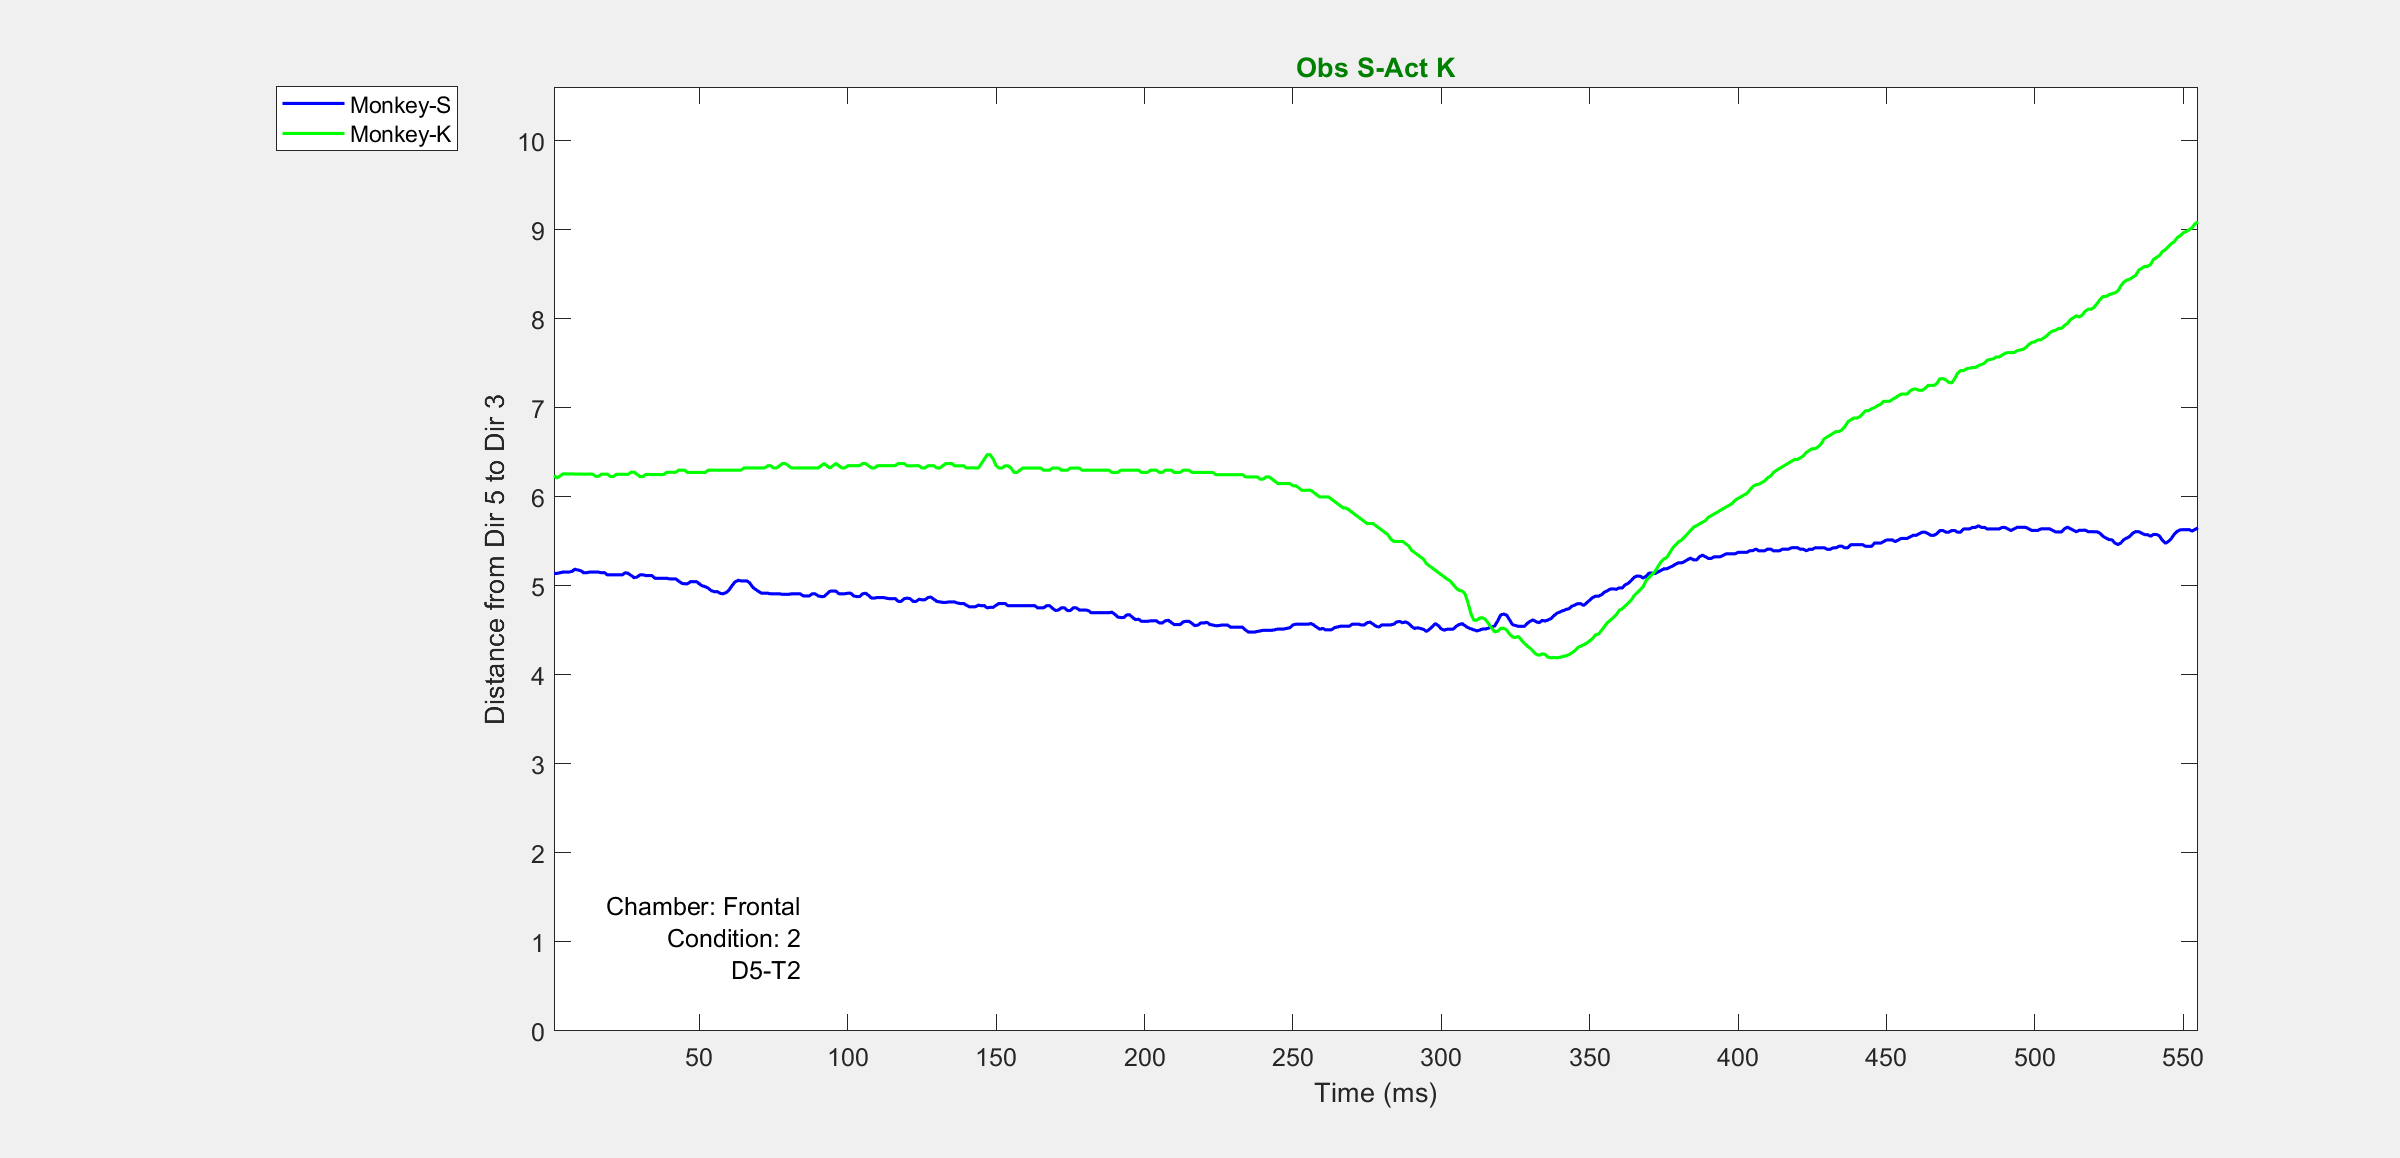 Obs S-Act K
Monkey-S
Monkey-K
10
9
8
7
6
5
4
3
2
1
0
Distance from Dir 5 to Dir 3
Chamber: Frontal
Condition: 2
D5-T2
50 100 150 200 250 300 350 400 450 500 550
Time (ms)